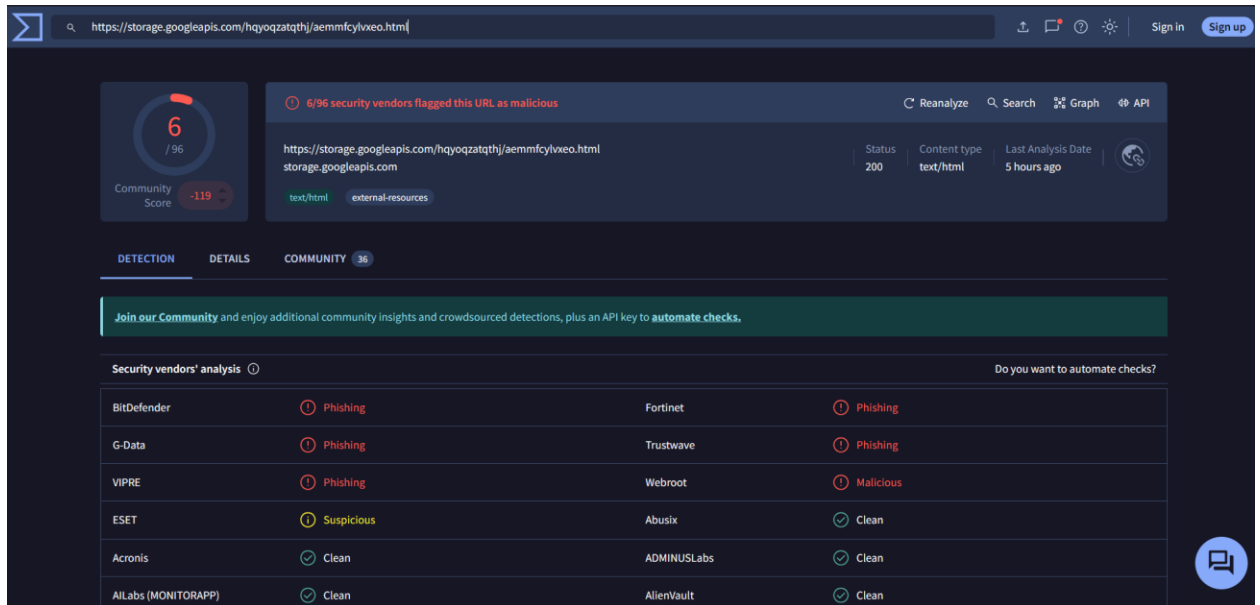 https://storage.googleapis.com/hqyoqzatqthj/aemmfcylvxeo.html
Sign in
Sign up
6
/ 96
Community
Score
-119
6/96 security vendors flagged this URL as malicious
Reanalyze
Search
Graph
API
https://storage.googleapis.com/hqyoqzatqthj/aemmfcylvxeo.html
storage.googleapis.com
text/html
external-resources
Status
200
Content type
text/html
Last Analysis Date
5 hours ago
DETECTION
DETAILS
COMMUNITY 36
Join our Community and enjoy additional community insights and crowdsourced detections, plus an API key to automate checks.
Security vendors' analysis
Do you want to automate checks?
BitDefender Phishing Fortinet Phishing
G-Data Phishing Trustwave Phishing
VIPRE Phishing Webroot Malicious
ESET Suspicious Abusix Clean
Acronis Clean ADMINUSLabs Clean
AILabs (MONITORAPP) Clean AlienVault Clean